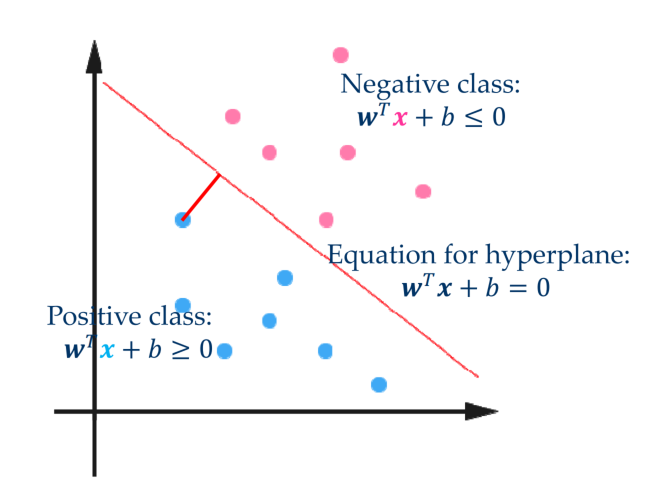 Negative class:
𝒘ᵀ𝒙 + 𝑏 ≤ 0
Equation for hyperplane:
𝒘ᵀ𝒙 + 𝑏 = 0
Positive class:
𝒘ᵀ𝒙 + 𝑏 ≥ 0